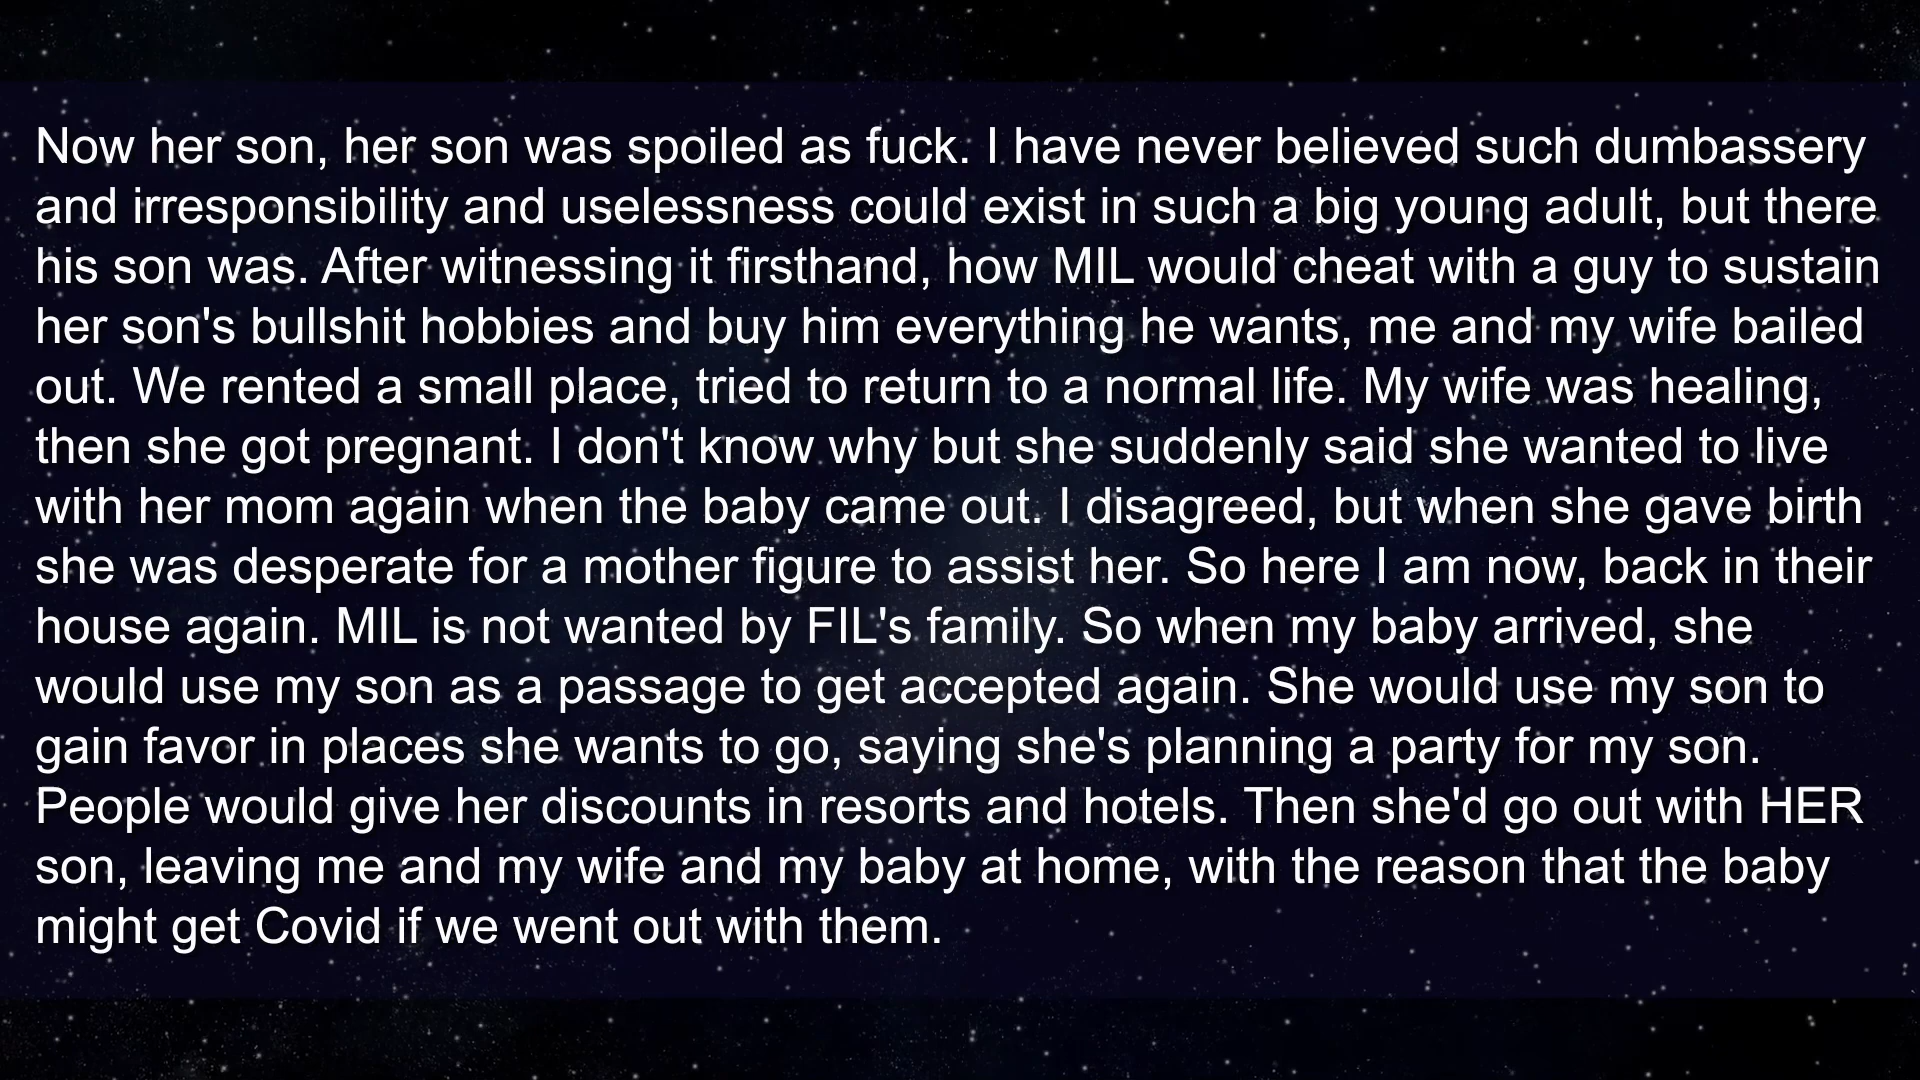 Now her son, her son was spoiled as fuck. I have never believed such dumbassery
and irresponsibility and uselessness could exist in such a big young adult, but there
his son was. After witnessing it firsthand, how MIL would cheat with a guy to sustain
her son's bullshit hobbies and buy him everything he wants, me and my wife bailed
out. We rented a small place, tried to return to a normal life. My wife was healing,
then she got pregnant. I don't know why but she suddenly said she wanted to live
with her mom again when the baby came out. I disagreed, but when she gave birth
she was desperate for a mother figure to assist her. So here I am now, back in their
house again. MIL is not wanted by FIL's family. So when my baby arrived, she
would use my son as a passage to get accepted again. She would use my son to
gain favor in places she wants to go, saying she's planning a party for my son.
People would give her discounts in resorts and hotels. Then she'd go out with HER
son, leaving me and my wife and my baby at home, with the reason that the baby
might get Covid if we went out with them.